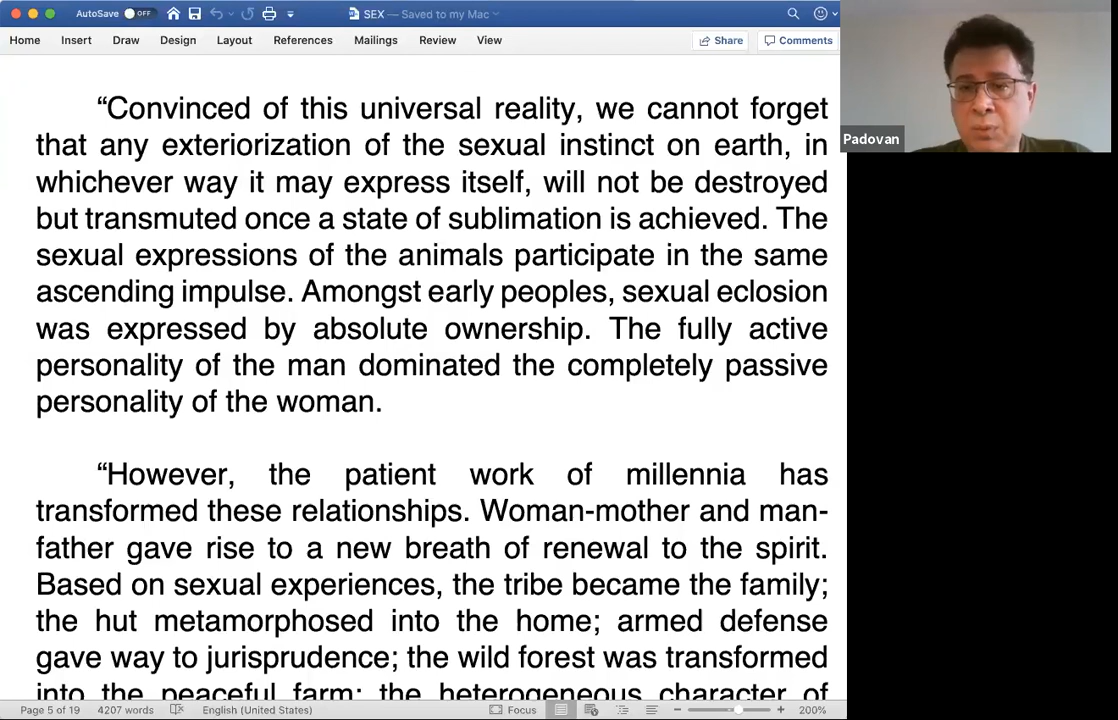 AutoSave OFF SEX — Saved to my Mac
Home Insert Draw Design Layout References Mailings Review View Share Comments
“Convinced of this universal reality, we cannot forget
that any exteriorization of the sexual instinct on earth, in
whichever way it may express itself, will not be destroyed
but transmuted once a state of sublimation is achieved. The
sexual expressions of the animals participate in the same
ascending impulse. Amongst early peoples, sexual eclosion
was expressed by absolute ownership. The fully active
personality of the man dominated the completely passive
personality of the woman.
“However, the patient work of millennia has
transformed these relationships. Woman-mother and man-
father gave rise to a new breath of renewal to the spirit.
Based on sexual experiences, the tribe became the family;
the hut metamorphosed into the home; armed defense
gave way to jurisprudence; the wild forest was transformed
into the peaceful farm; the heterogeneous character of
Page 5 of 19 4207 words English (United States) Focus 200%
Padovan